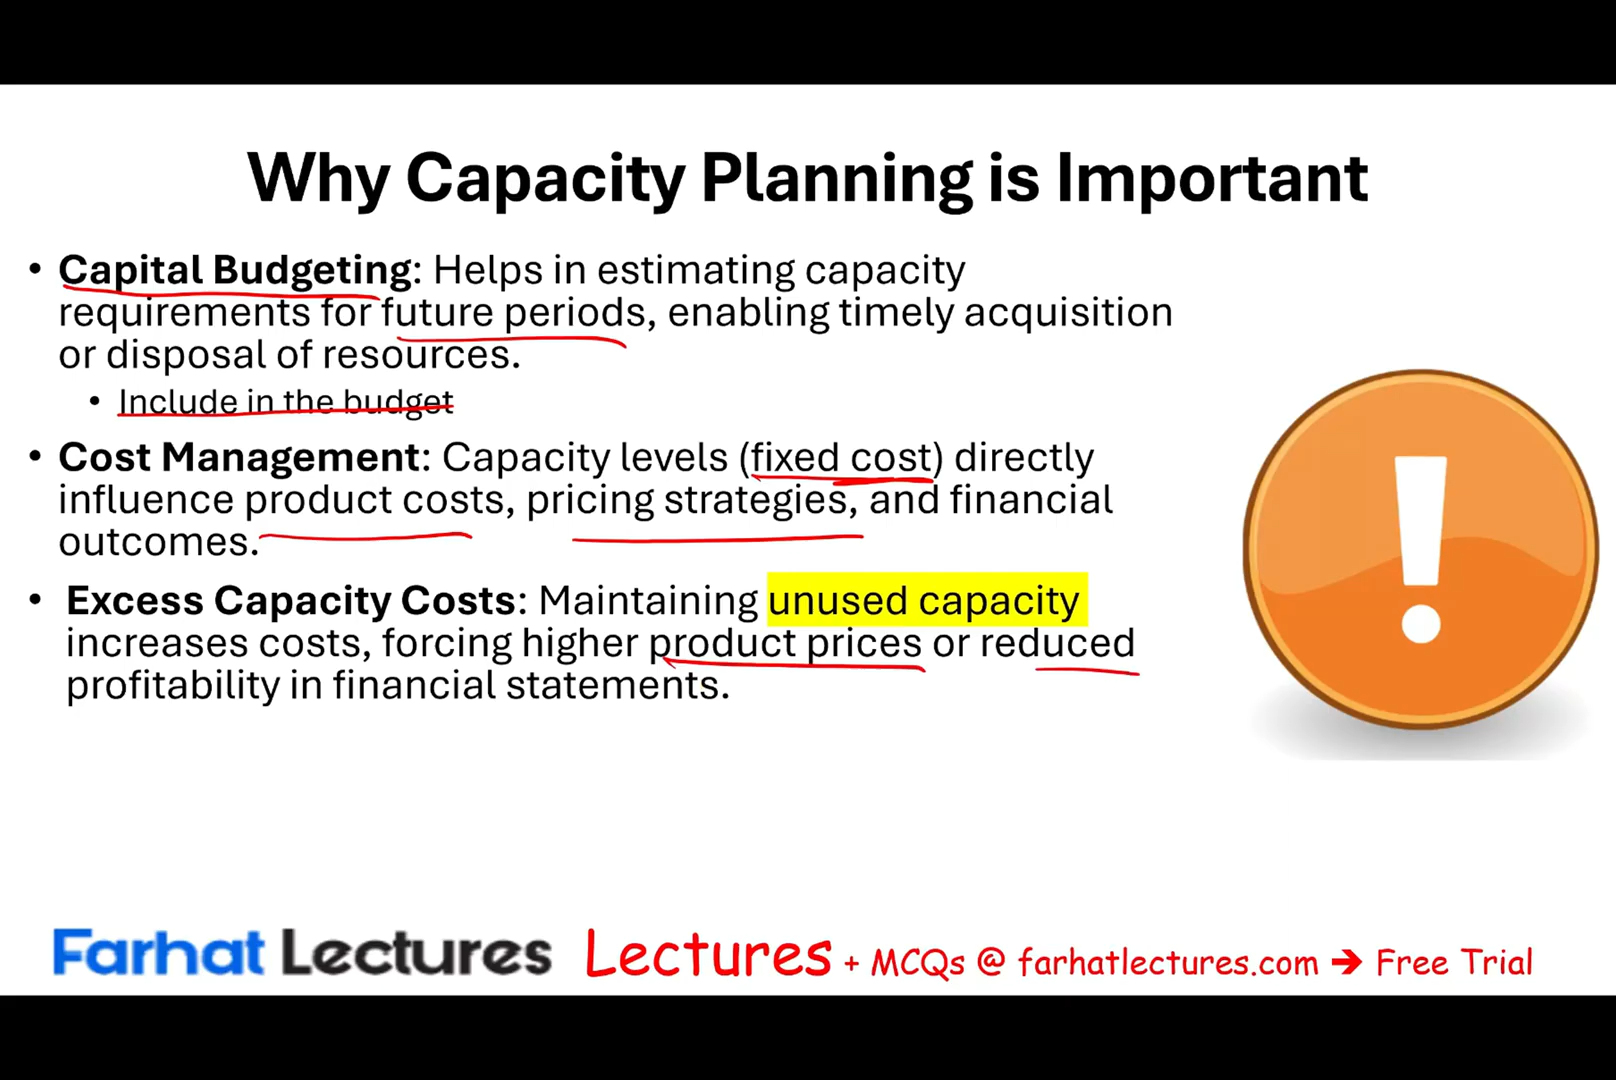 Why Capacity Planning is Important
• Capital Budgeting: Helps in estimating capacity
requirements for future periods, enabling timely acquisition
or disposal of resources.
• Include in the budget
• Cost Management: Capacity levels (fixed cost) directly
influence product costs, pricing strategies, and financial
outcomes.
• Excess Capacity Costs: Maintaining unused capacity
increases costs, forcing higher product prices or reduced
profitability in financial statements.
!
Farhat Lectures Lectures + MCQs @ farhatlectures.com → Free Trial